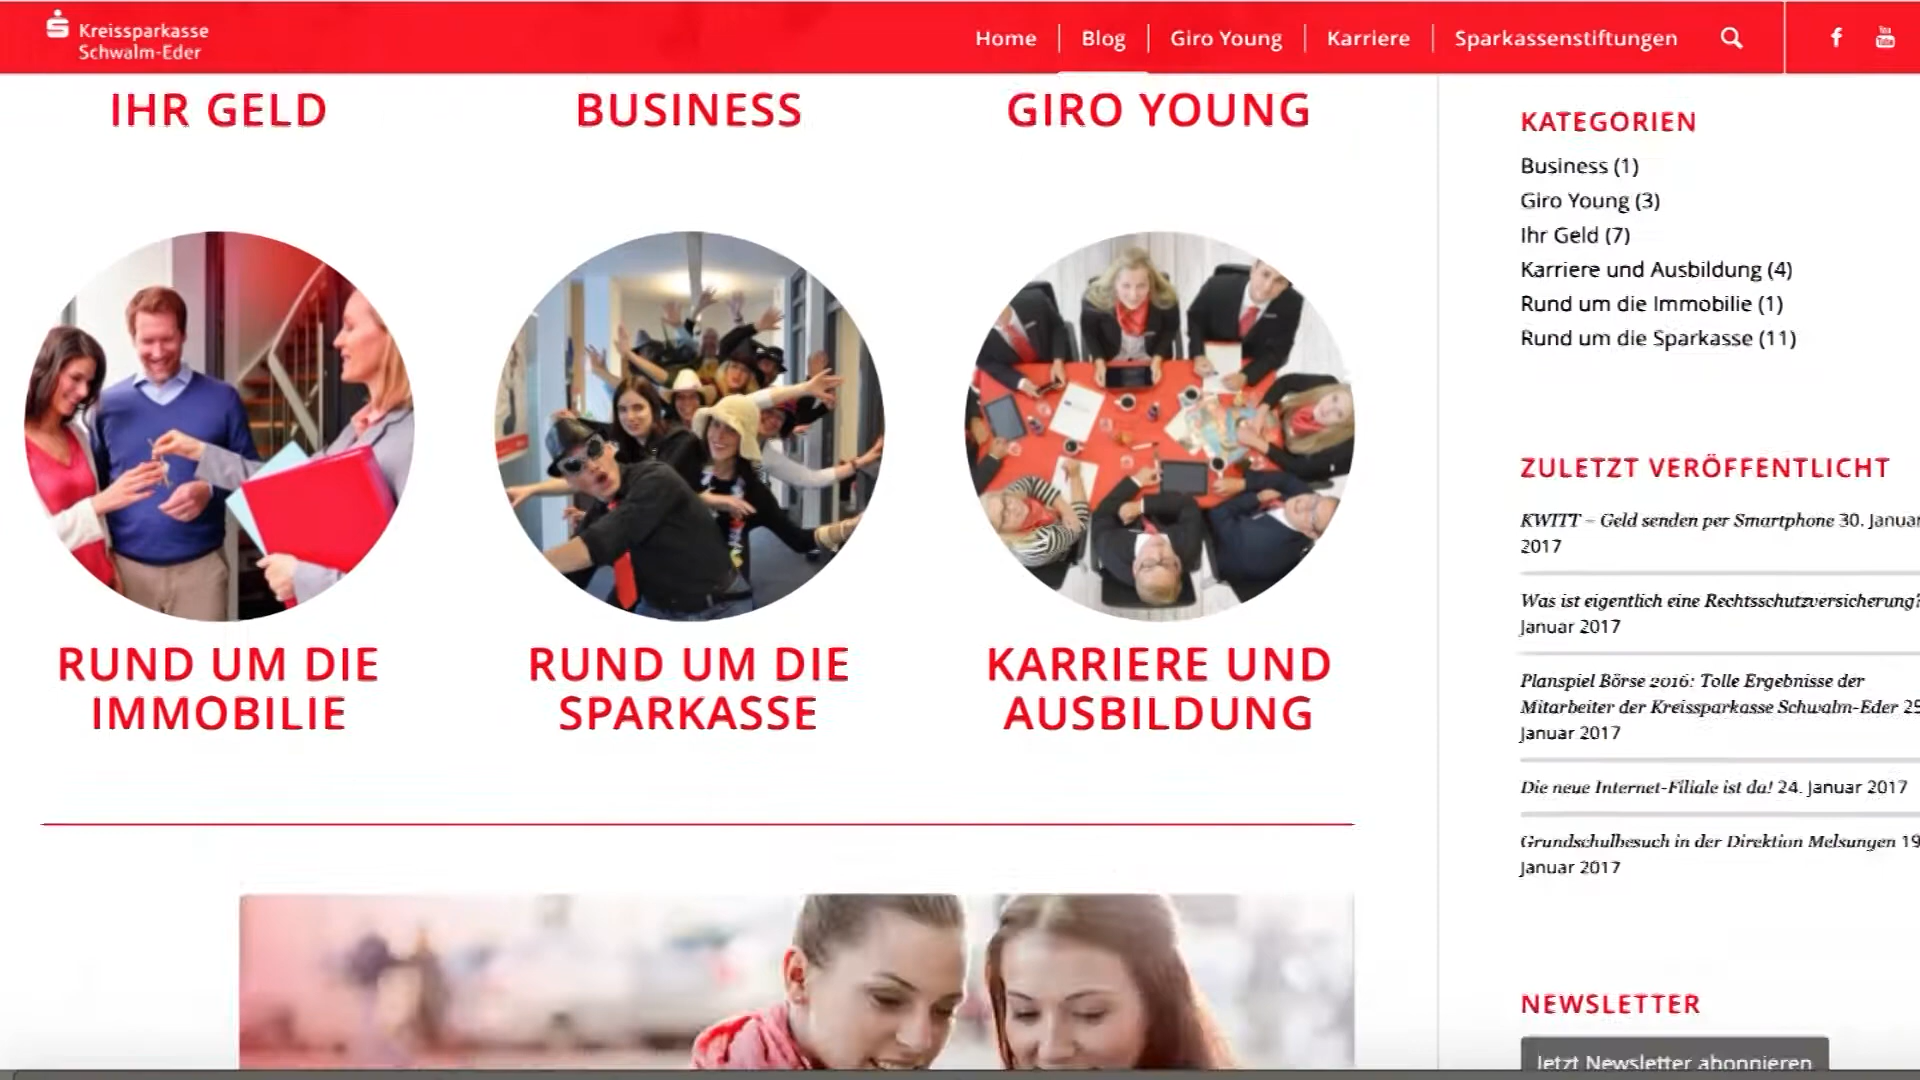 Kreissparkasse
Schwalm-Eder
Home
Blog
Giro Young
Karriere
Sparkassenstiftungen
You
Tube
IHR GELD
BUSINESS
GIRO YOUNG
RUND UM DIE
IMMOBILIE
RUND UM DIE
SPARKASSE
KARRIERE UND
AUSBILDUNG
KATEGORIEN
Business (1)
Giro Young (3)
Ihr Geld (7)
Karriere und Ausbildung (4)
Rund um die Immobilie (1)
Rund um die Sparkasse (11)
ZULETZT VERÖFFENTLICHT
KWITT – Geld senden per Smartphone 30. Januar
2017
Was ist eigentlich eine Rechtsschutzversicherung?
Januar 2017
Planspiel Börse 2016: Tolle Ergebnisse der
Mitarbeiter der Kreissparkasse Schwalm-Eder 25
Januar 2017
Die neue Internet-Filiale ist da! 24. Januar 2017
Grundschulbesuch in der Direktion Melsungen 19
Januar 2017
NEWSLETTER
Jetzt Newsletter abonnieren